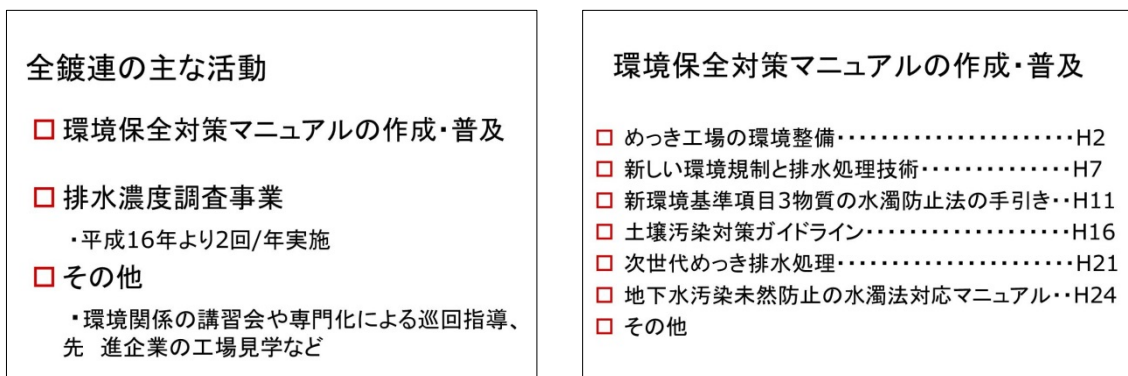 全鍍連の主な活動
□ 環境保全対策マニュアルの作成・普及
□ 排水濃度調査事業
・平成16年より2回/年実施
□ その他
・環境関係の講習会や専門化による巡回指導、
先 進企業の工場見学など
環境保全対策マニュアルの作成・普及
□ めっき工場の環境整備・・・・・・・・・・・・・・・・・・・・・・・H2
□ 新しい環境規制と排水処理技術・・・・・・・・・・・・・・・H7
□ 新環境基準項目3物質の水濁防止法の手引き・・H11
□ 土壌汚染対策ガイドライン・・・・・・・・・・・・・・・・・・・・H16
□ 次世代めっき排水処理・・・・・・・・・・・・・・・・・・・・・・・H21
□ 地下水汚染未然防止の水濁法対応マニュアル・・H24
□ その他